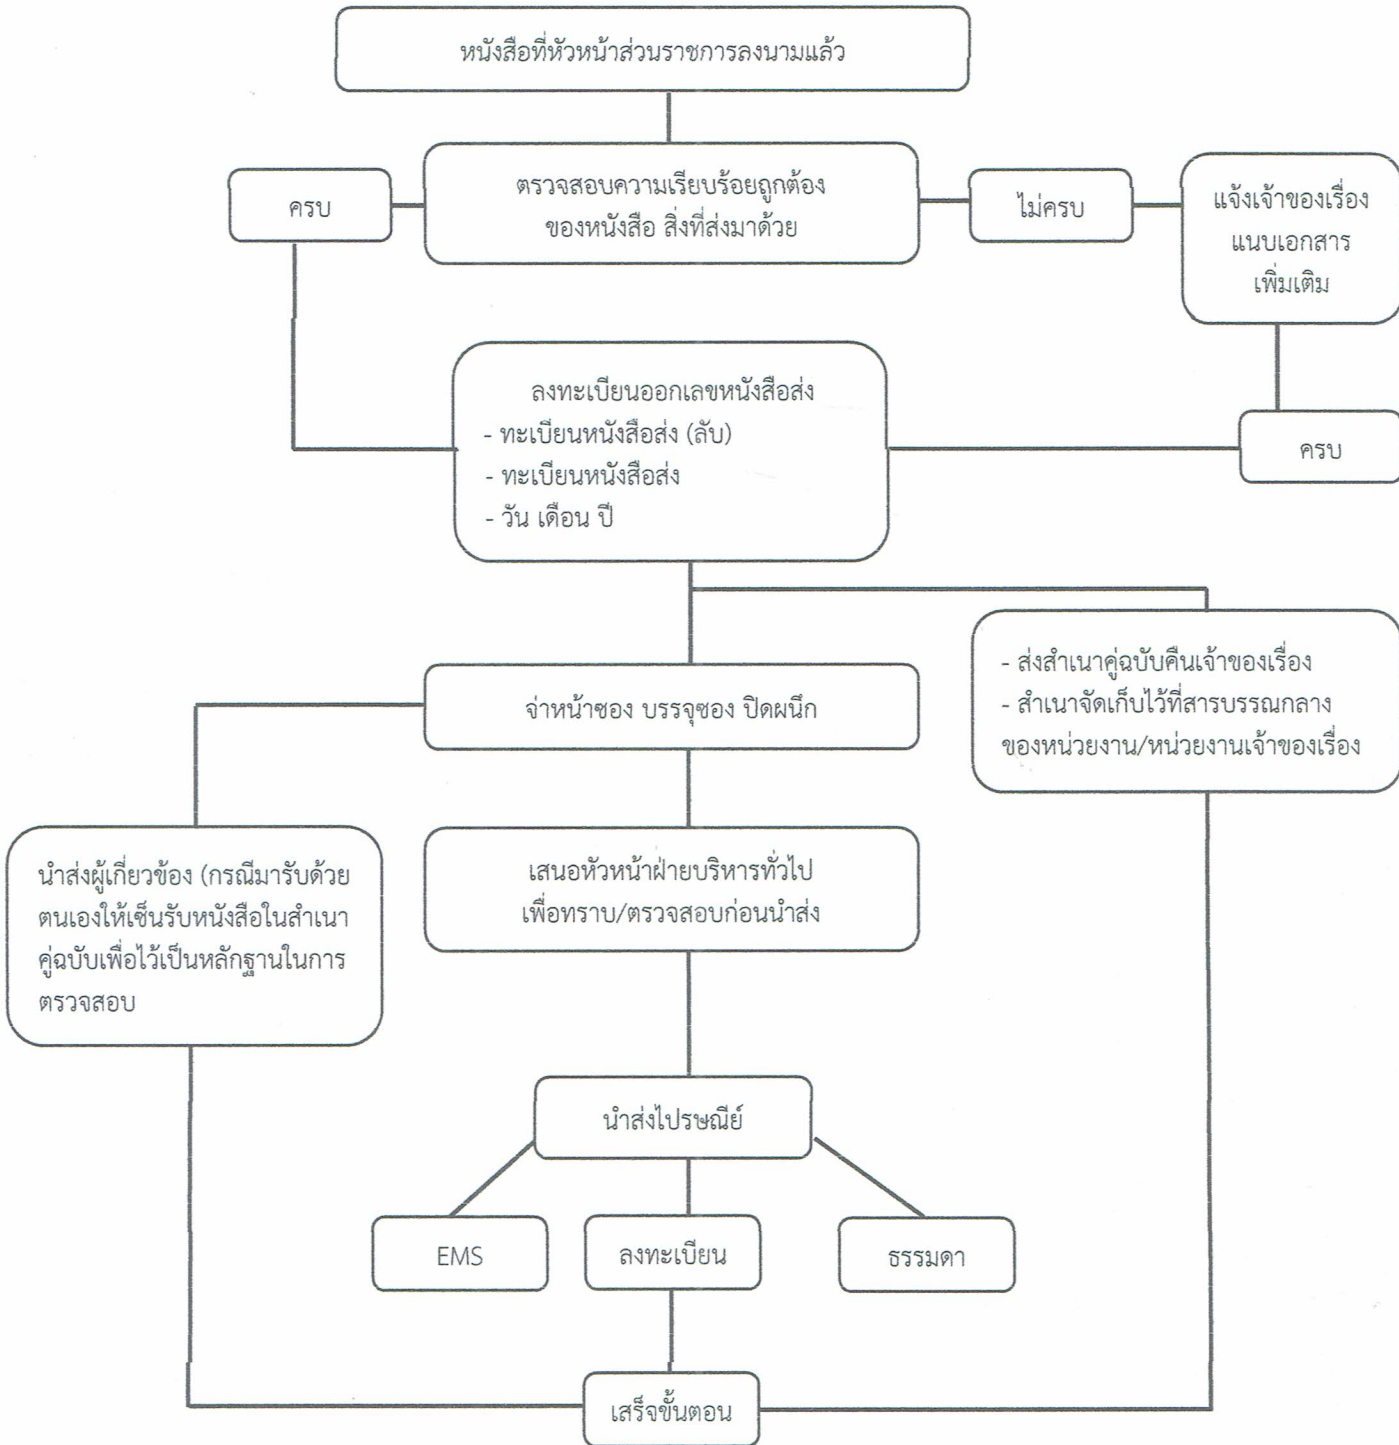 หนังสือที่หัวหน้าส่วนราชการลงนามแล้ว
ครบ
ตรวจสอบความเรียบร้อยถูกต้อง
ของหนังสือ สิ่งที่ส่งมาด้วย
ไม่ครบ
แจ้งเจ้าของเรื่อง
แนบเอกสาร
เพิ่มเติม
ลงทะเบียนออกเลขหนังสือส่ง
- ทะเบียนหนังสือส่ง (ลับ)
- ทะเบียนหนังสือส่ง
- วัน เดือน ปี
ครบ
- ส่งสำเนาคู่ฉบับคืนเจ้าของเรื่อง
- สำเนาจัดเก็บไว้ที่สารบรรณกลาง
ของหน่วยงาน/หน่วยงานเจ้าของเรื่อง
จ่าหน้าซอง บรรจุซอง ปิดผนึก
นำส่งผู้เกี่ยวข้อง (กรณีมารับด้วย
ตนเองให้เซ็นรับหนังสือในสำเนา
คู่ฉบับเพื่อไว้เป็นหลักฐานในการ
ตรวจสอบ
เสนอหัวหน้าฝ่ายบริหารทั่วไป
เพื่อทราบ/ตรวจสอบก่อนนำส่ง
นำส่งไปรษณีย์
EMS
ลงทะเบียน
ธรรมดา
เสร็จขั้นตอน